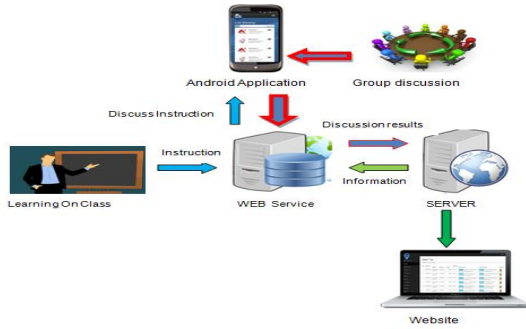 Android Application
Group discussion
Discuss Instruction
Discussion results
Instruction
Information
Learning On Class
WEB Service
SERVER
Website